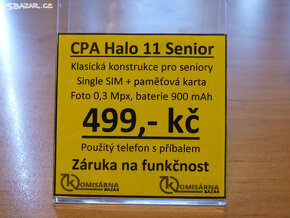 SBAZAR.CZ
CPA Halo 11 Senior
Klasická konstrukce pro seniory
Single SIM + paměťová karta
Foto 0,3 Mpx, baterie 900 mAh
499,- kč
Použitý telefon s příbalem
Záruka na funkčnost
KOMISÁRNA BAZAR KOMISÁRNA BAZAR